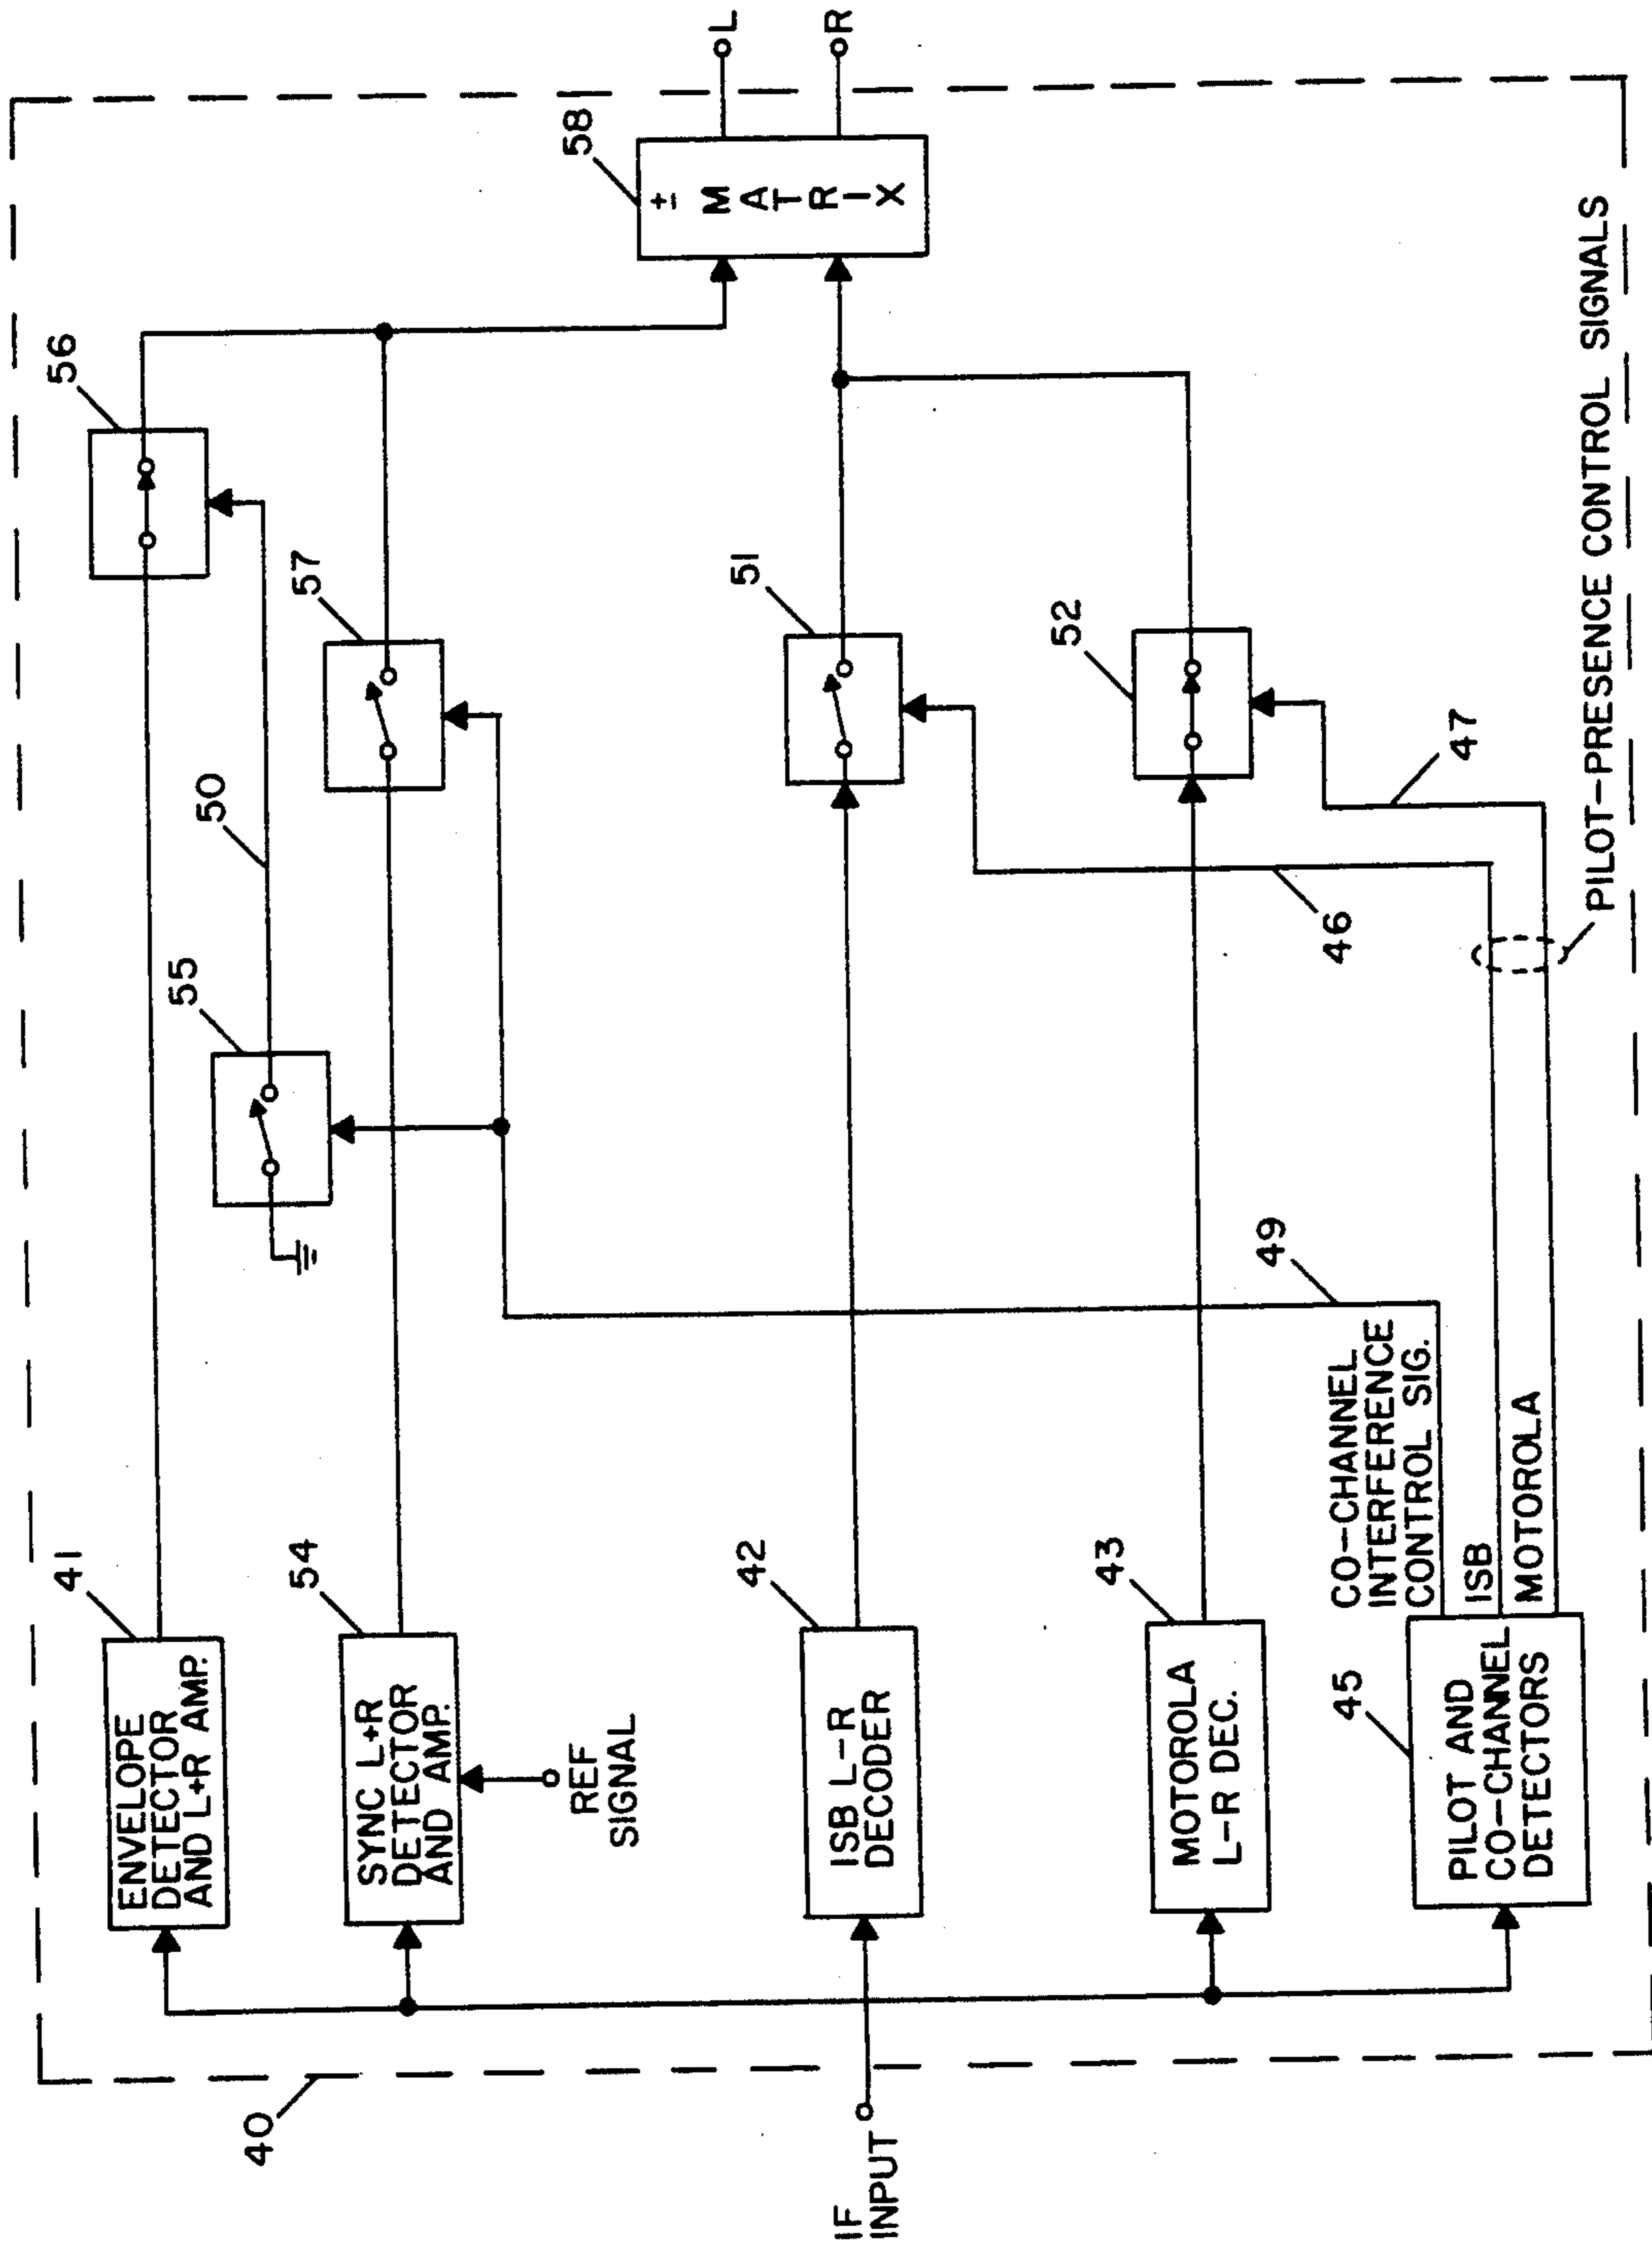 40
IF
INPUT
41
ENVELOPE
DETECTOR
AND L+R AMP.
54
SYNC L+R
DETECTOR
AND AMP.
REF
SIGNAL
42
ISB L-R
DECODER
43
MOTOROLA
L-R DEC.
45
PILOT AND
CO-CHANNEL
DETECTORS
CO-CHANNEL
INTERFERENCE
CONTROL SIG.
ISB
MOTOROLA
49
55
50
56
57
51
52
46
47
PILOT-PRESENCE CONTROL SIGNALS
58
±
M
A
T
R
I
X
L
R